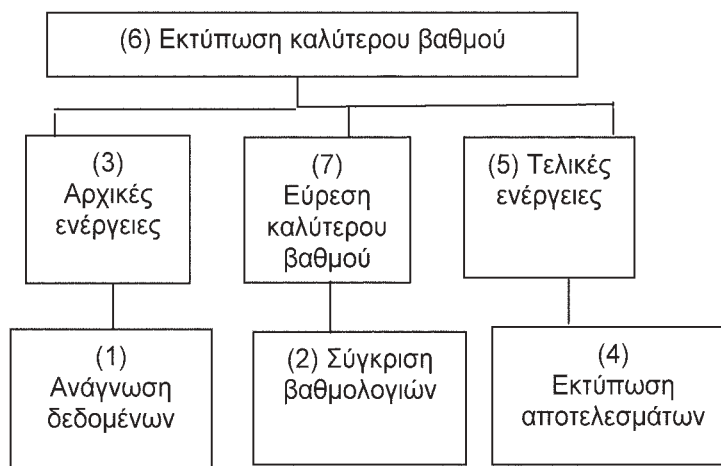 (6) Εκτύπωση καλύτερου βαθμού
(3)
Αρχικές
ενέργειες
(7)
Εύρεση
καλύτερου
βαθμού
(5) Τελικές
ενέργειες
(1)
Ανάγνωση
δεδομένων
(2) Σύγκριση
βαθμολογιών
(4)
Εκτύπωση
αποτελεσμάτων